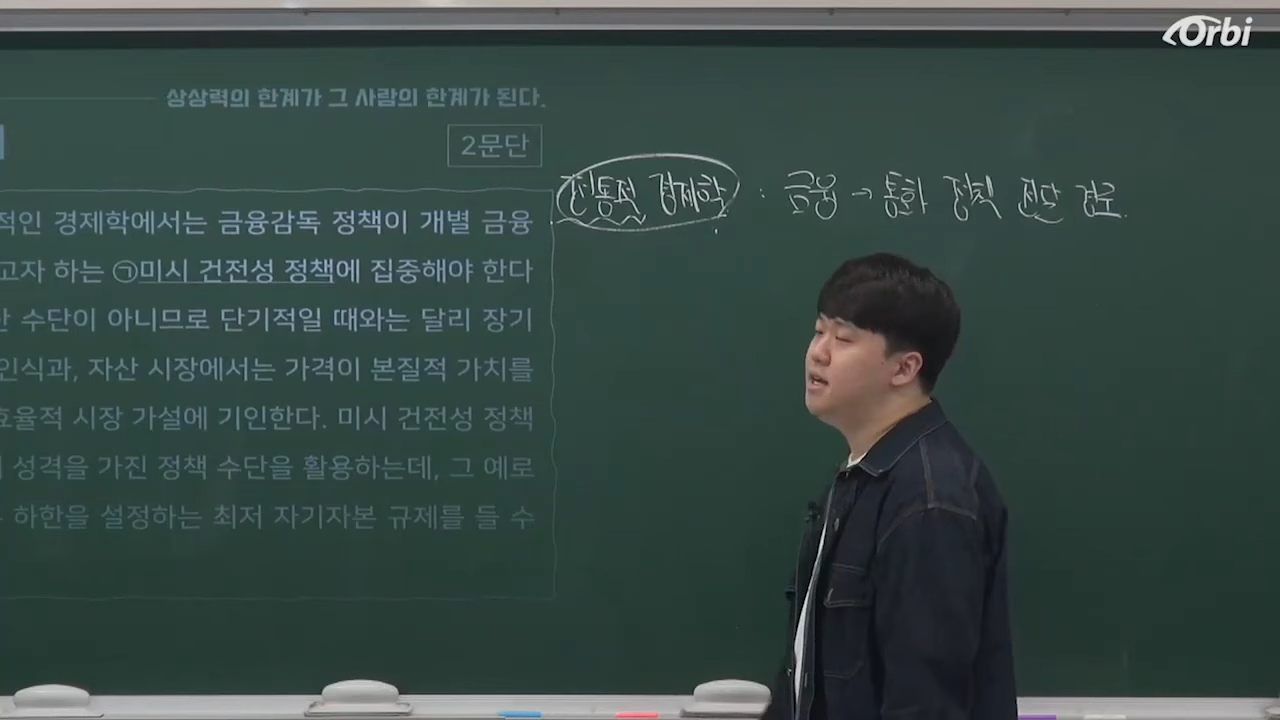 Orbi
상상력의 한계가 그 사람의 한계가 된다.
2문단
전통적 경제학 : 금융 → 통화 정책 전달 경로.
적인 경제학에서는 금융감독 정책이 개별 금융
고자 하는 ㉠미시 건전성 정책에 집중해야 한다
수단이 아니므로 단기적일 때와는 달리 장기
인식과, 자산 시장에서는 가격이 본질적 가치를
효율적 시장 가설에 기인한다. 미시 건전성 정책
성격을 가진 정책 수단을 활용하는데, 그 예로
하한을 설정하는 최저 자기자본 규제를 들 수